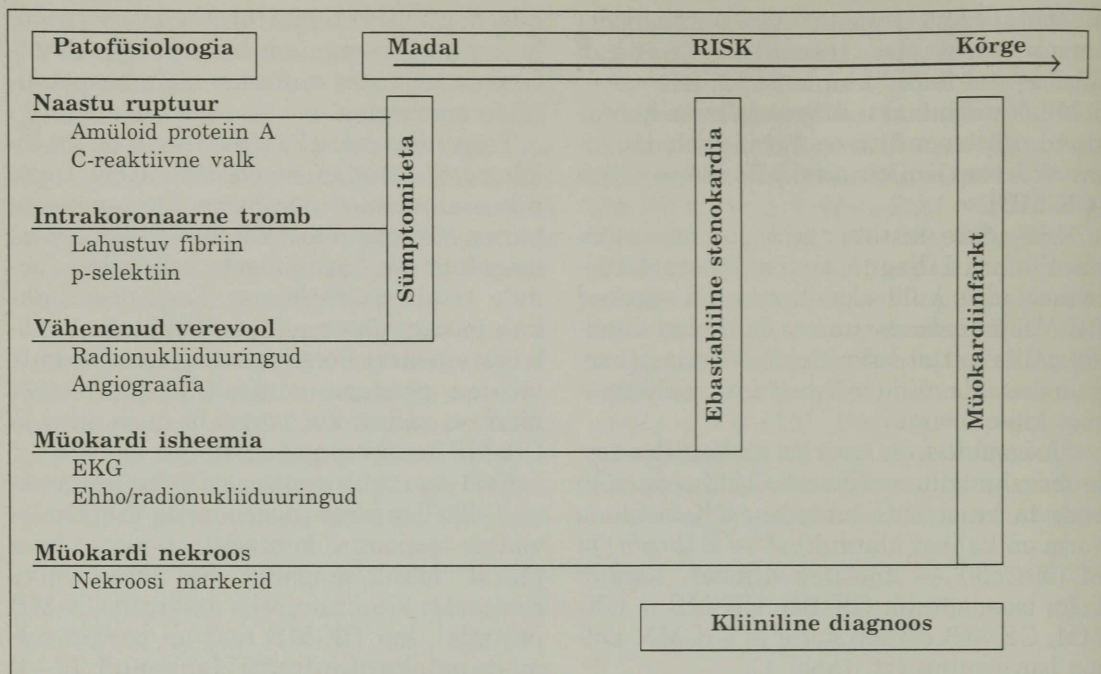 Patofüsioloogia
Madal RISK Kõrge
Naastu ruptuur
Amüloid proteiin A
C-reaktiivne valk
Intrakoronaarne tromb
Lahustuv fibriin
p-selektiin
Vähenenud verevool
Radionukliiduuringud
Angiograafia
Müokardi isheemia
EKG
Ehho/radionukliiduuringud
Müokardi nekroos
Nekroosi markerid
Sümptomiteta
Ebastabiilne stenokardia
Müokardiinfarkt
Kliiniline diagnoos